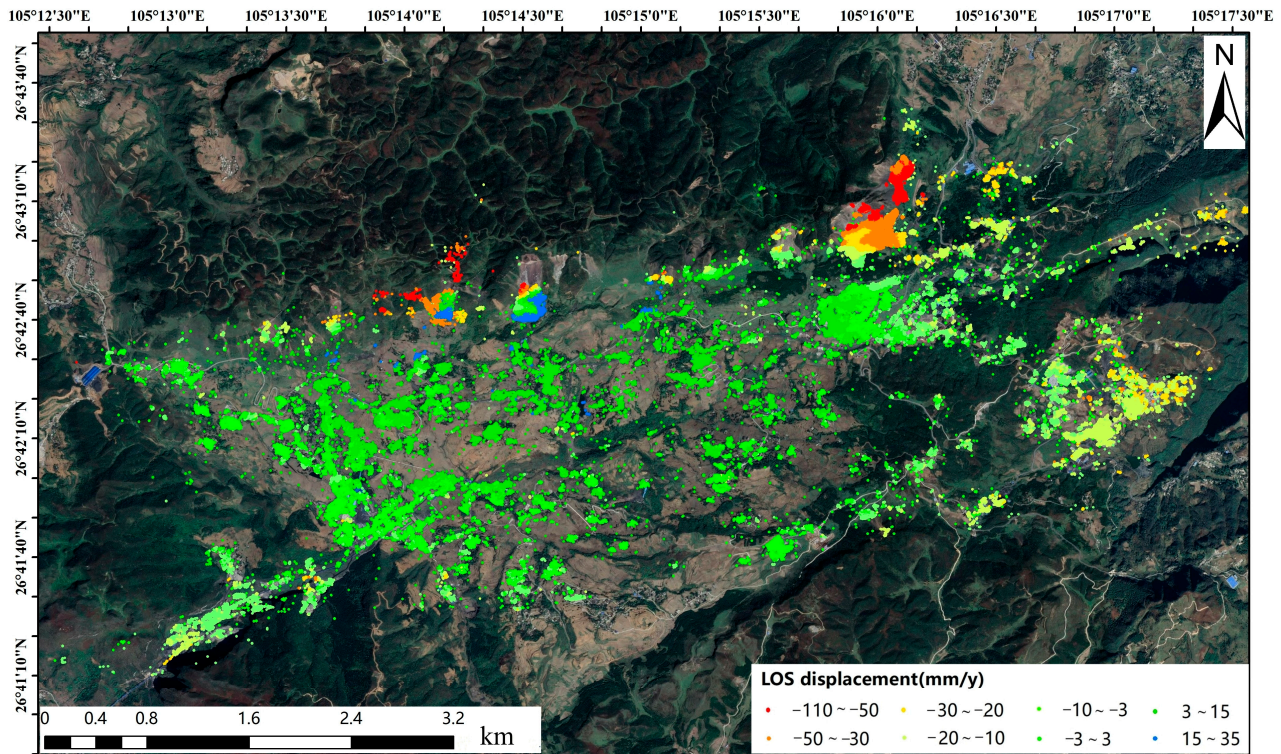 105°12'30"E 105°13'0"E 105°13'30"E 105°14'0"E 105°14'30"E 105°15'0"E 105°15'30"E 105°16'0"E 105°16'30"E 105°17'0"E 105°17'30"E
N
26°43'40"N
26°43'10"N
26°42'40"N
26°42'10"N
26°41'40"N
26°41'10"N
LOS displacement(mm/y)
−110 ~ −50 −30 ~ −20 −10 ~ −3 3 ~ 15
−50 ~ −30 −20 ~ −10 −3 ~ 3 15 ~ 35
0 0.4 0.8 1.6 2.4 3.2
km